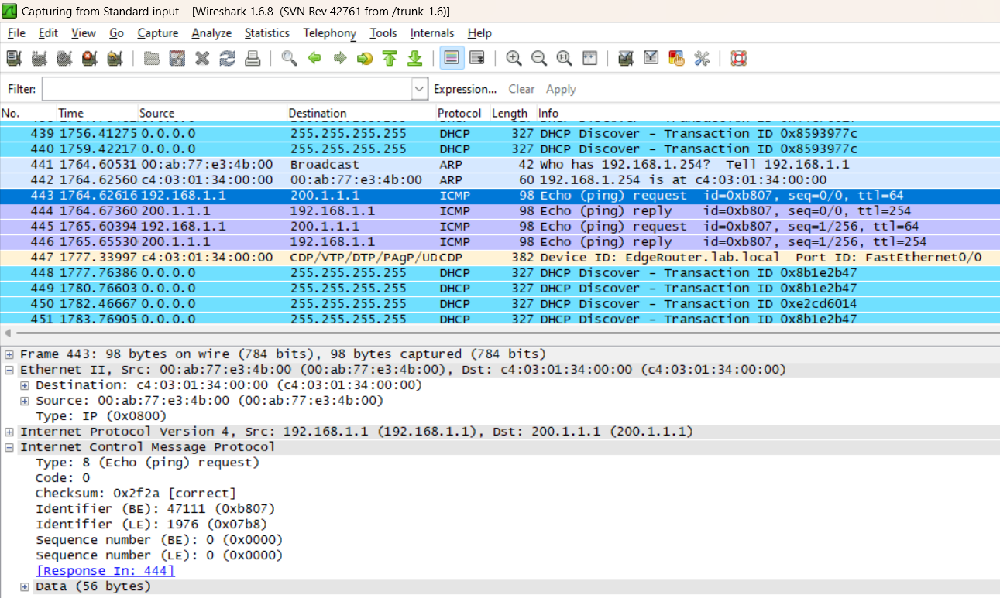 Capturing from Standard input [Wireshark 1.6.8 (SVN Rev 42761 from /trunk-1.6)]
File Edit View Go Capture Analyze Statistics Telephony Tools Internals Help
Filter: Expression... Clear Apply
No. Time Source Destination Protocol Length Info
439 1756.41275 0.0.0.0 255.255.255.255 DHCP 327 DHCP Discover - Transaction ID 0x8593977c
440 1759.42217 0.0.0.0 255.255.255.255 DHCP 327 DHCP Discover - Transaction ID 0x8593977c
441 1764.60531 00:ab:77:e3:4b:00 Broadcast ARP 42 Who has 192.168.1.254? Tell 192.168.1.1
442 1764.62560 c4:03:01:34:00:00 00:ab:77:e3:4b:00 ARP 60 192.168.1.254 is at c4:03:01:34:00:00
443 1764.62616 192.168.1.1 200.1.1.1 ICMP 98 Echo (ping) request id=0xb807, seq=0/0, ttl=64
444 1764.67360 200.1.1.1 192.168.1.1 ICMP 98 Echo (ping) reply id=0xb807, seq=0/0, ttl=254
445 1765.60394 192.168.1.1 200.1.1.1 ICMP 98 Echo (ping) request id=0xb807, seq=1/256, ttl=64
446 1765.65530 200.1.1.1 192.168.1.1 ICMP 98 Echo (ping) reply id=0xb807, seq=1/256, ttl=254
447 1777.33997 c4:03:01:34:00:00 CDP/VTP/DTP/PAgP/UD CDP 382 Device ID: EdgeRouter.lab.local Port ID: FastEthernet0/0
448 1777.76386 0.0.0.0 255.255.255.255 DHCP 327 DHCP Discover - Transaction ID 0x8b1e2b47
449 1780.76603 0.0.0.0 255.255.255.255 DHCP 327 DHCP Discover - Transaction ID 0x8b1e2b47
450 1782.46667 0.0.0.0 255.255.255.255 DHCP 327 DHCP Discover - Transaction ID 0xe2cd6014
451 1783.76905 0.0.0.0 255.255.255.255 DHCP 327 DHCP Discover - Transaction ID 0x8b1e2b47
Frame 443: 98 bytes on wire (784 bits), 98 bytes captured (784 bits)
Ethernet II, Src: 00:ab:77:e3:4b:00 (00:ab:77:e3:4b:00), Dst: c4:03:01:34:00:00 (c4:03:01:34:00:00)
Destination: c4:03:01:34:00:00 (c4:03:01:34:00:00)
Source: 00:ab:77:e3:4b:00 (00:ab:77:e3:4b:00)
Type: IP (0x0800)
Internet Protocol Version 4, Src: 192.168.1.1 (192.168.1.1), Dst: 200.1.1.1 (200.1.1.1)
Internet Control Message Protocol
Type: 8 (Echo (ping) request)
Code: 0
Checksum: 0x2f2a [correct]
Identifier (BE): 47111 (0xb807)
Identifier (LE): 1976 (0x07b8)
Sequence number (BE): 0 (0x0000)
Sequence number (LE): 0 (0x0000)
[Response In: 444]
Data (56 bytes)